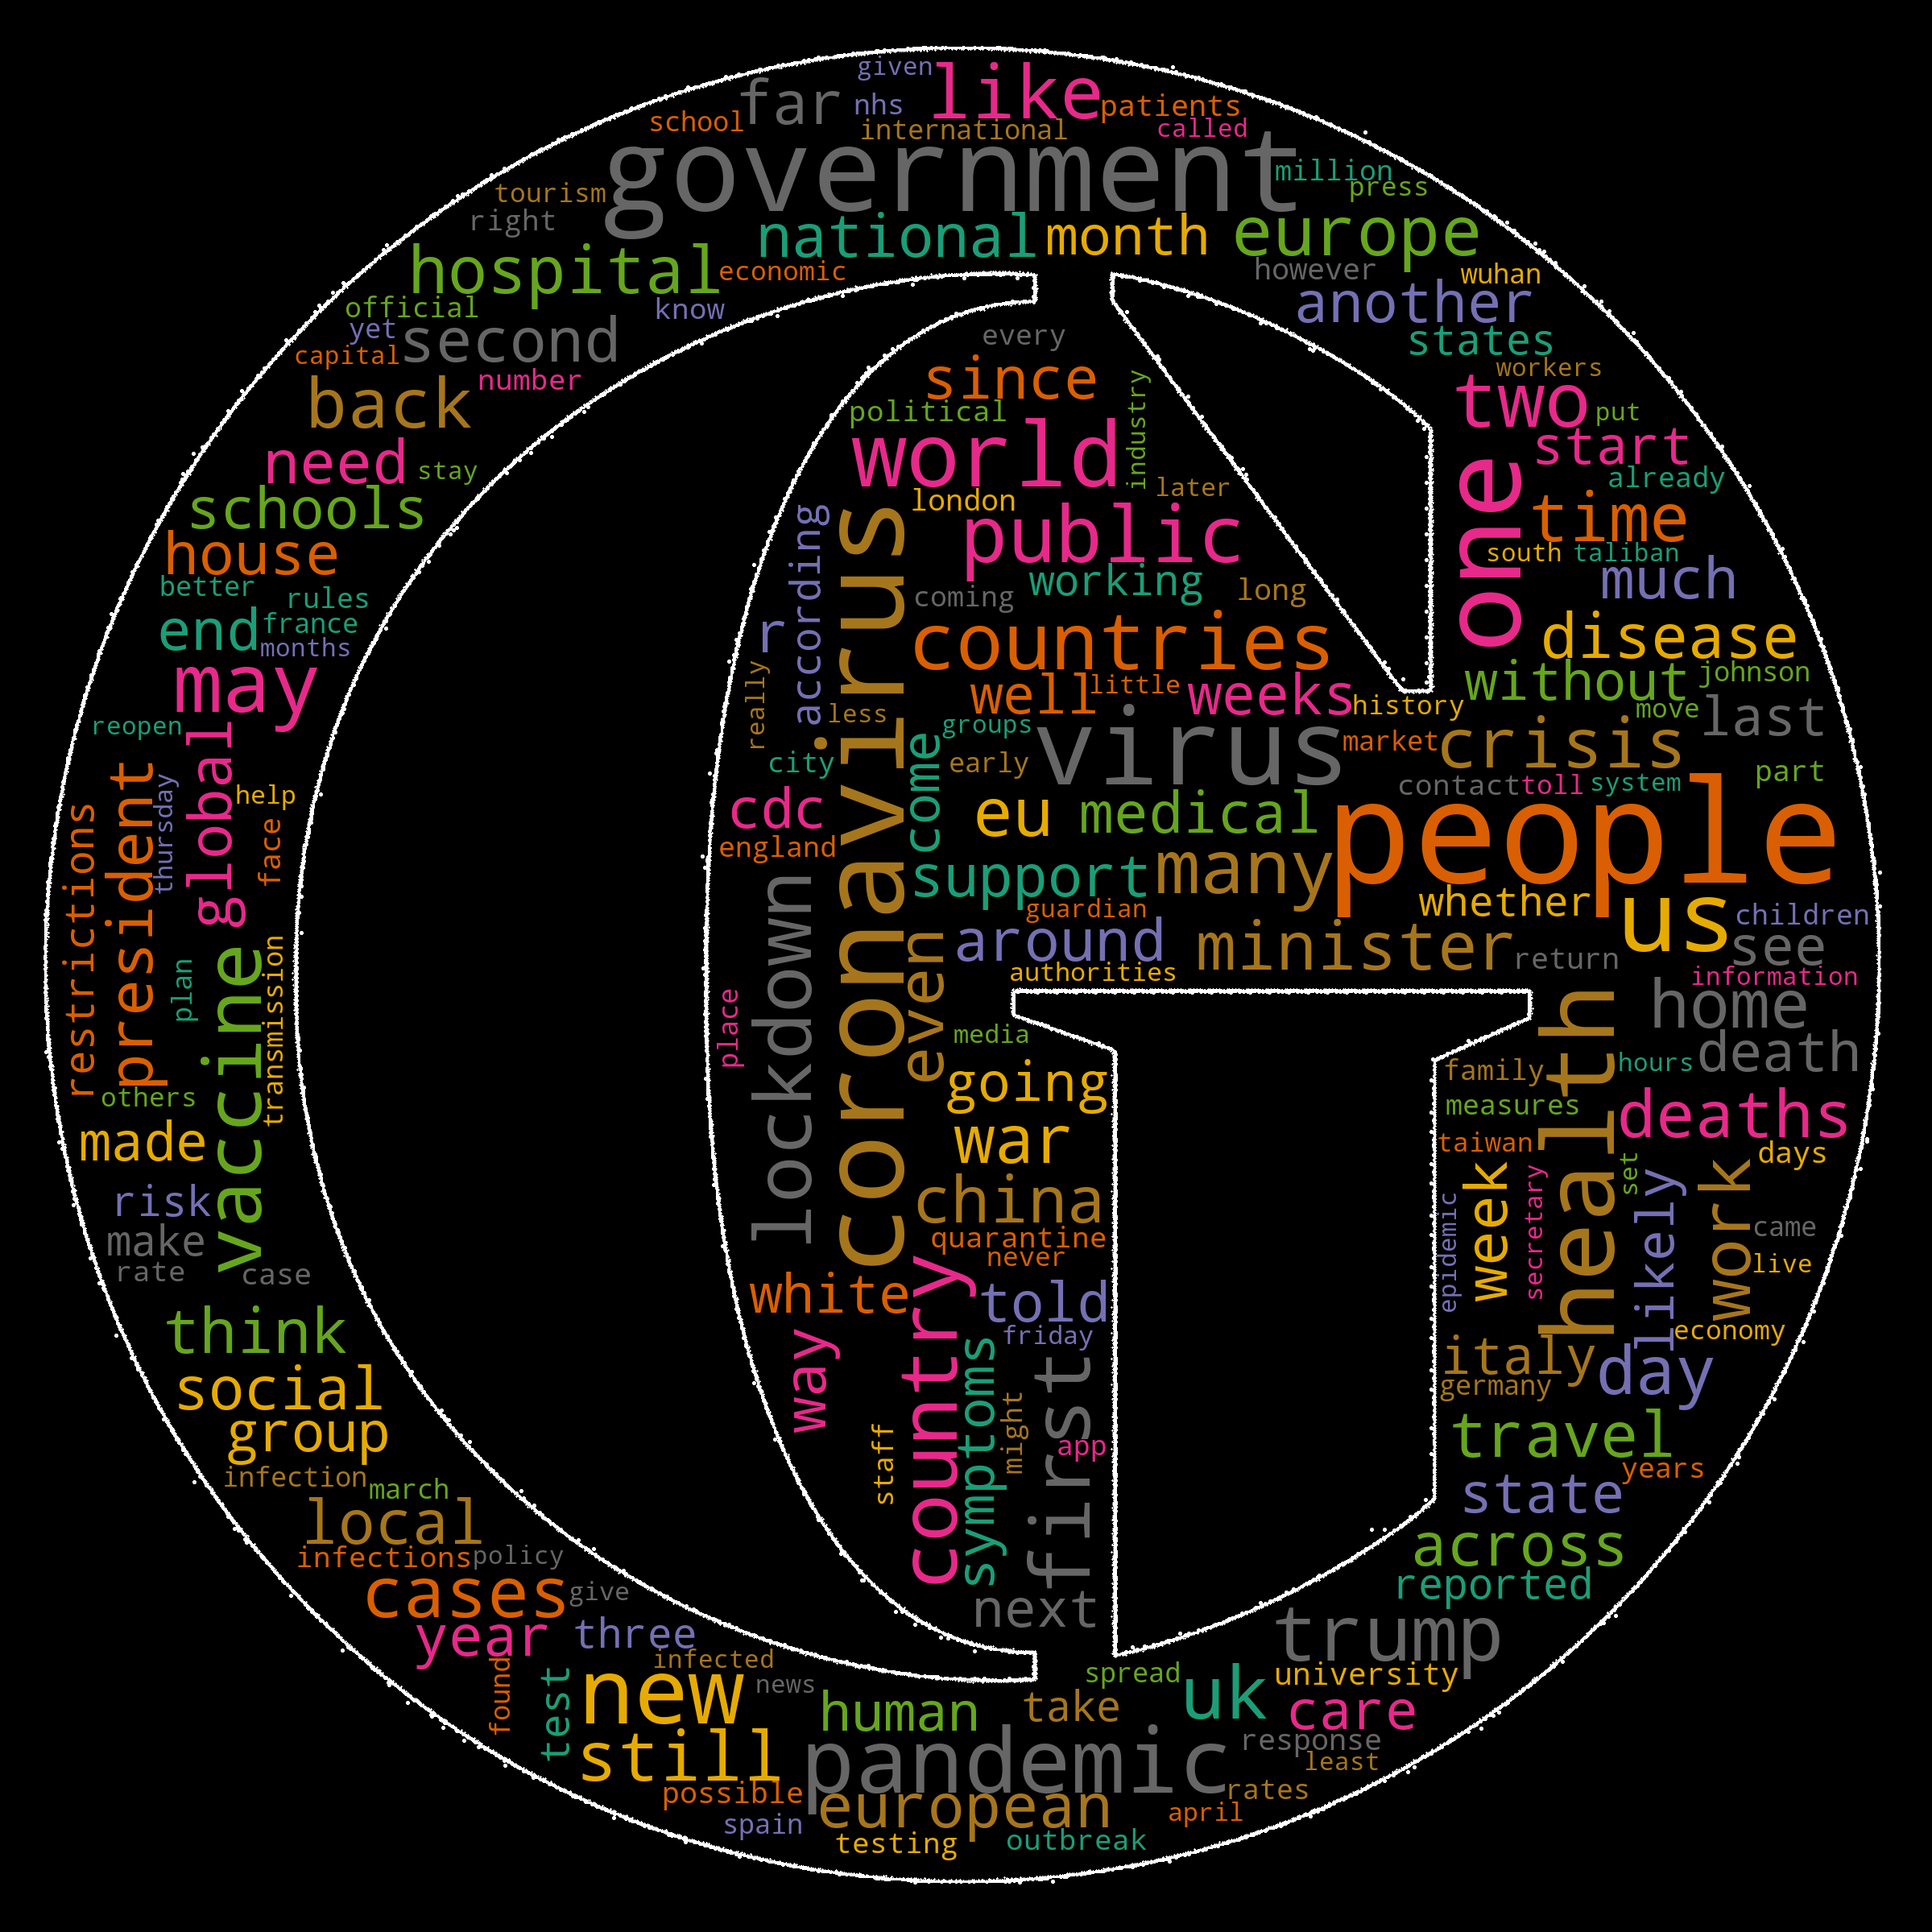 given
like
far
nhs
patients
school
international
called
government
million
press
tourism
right
national
month
europe
hospital
economic
however
wuhan
official
know
another
yet
second
every
states
capital
number
since
workers
back
political
industry
two
put
world
start
need
stay
later
already
schools
london
one
time
house
according
coronavirus
public
south
taliban
better
rules
working
long
much
end
france
coming
months
r
countries
disease
may
really
less
well
little
weeks
without
johnson
reopen
global
groups
virus
history
move
last
president
thursday
help
city
come
early
market
crisis
restrictions
face
cdc
eu
medical
contact
toll
system
part
england
people
lockdown
support
many
whether
us
children
guardian
around
minister
return
see
vaccine
transmission
plan
place
even
authorities
information
home
media
health
hours
death
others
going
family
made
war
measures
deaths
taiwan
week
secretary
set
likely
work
days
risk
china
epidemic
make
quarantine
came
rate
case
never
live
country
white
told
think
way
symptoms
friday
first
italy
economy
social
might
germany
day
group
staff
app
travel
infection
march
years
local
state
infections
policy
across
cases
give
next
reported
year
three
trump
found
test
infected
spread
new
news
uk
university
human
take
care
still
pandemic
response
least
possible
european
rates
spain
april
testing
outbreak